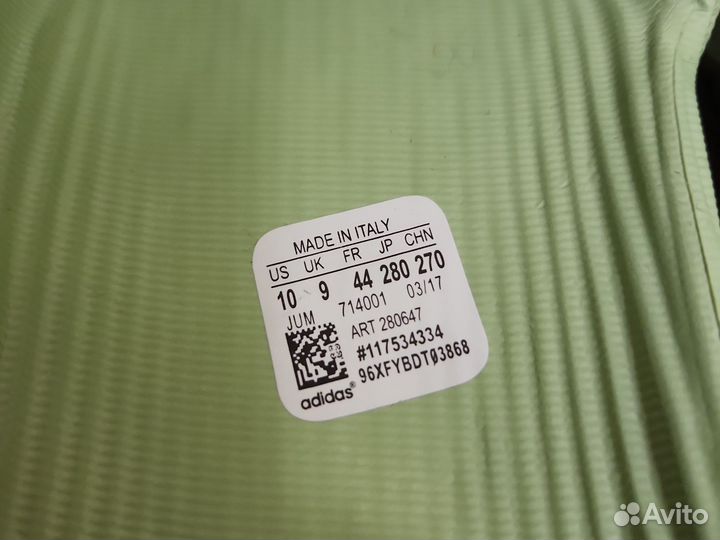 MADE IN ITALY
US UK FR JP CHN
10 9 44 280 270
JUM 714001 03/17
ART 280647
#117534334
96XFYBDT03868
adidas®
Avito